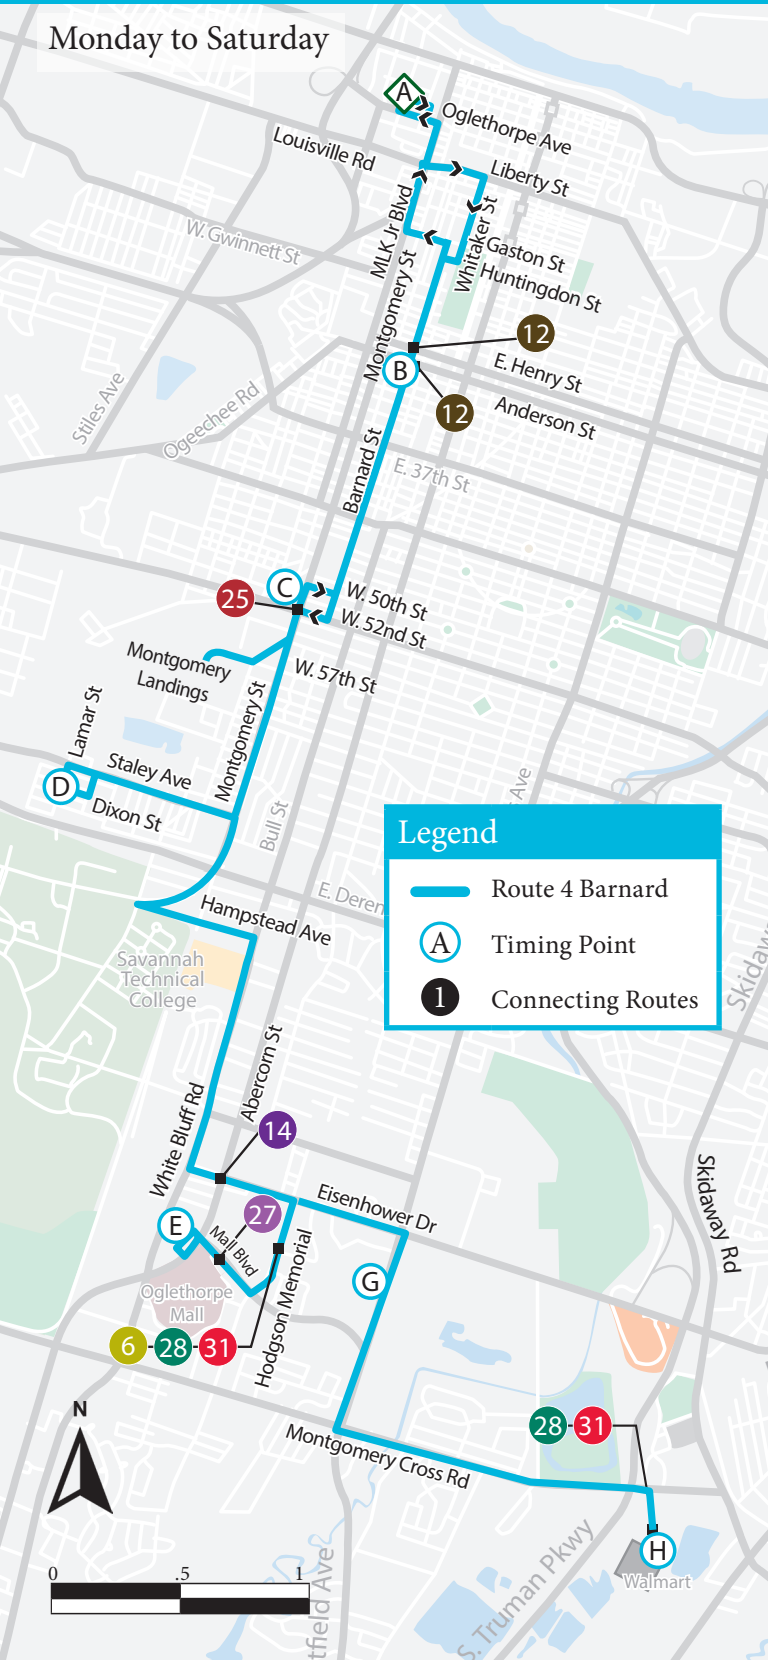 Monday to Saturday
A
Oglethorpe Ave
Louisville Rd
Liberty St
MLK Jr Blvd
Whitaker St
W. Gwinnett St
Gaston St
Huntingdon St
Montgomery St
12
E. Henry St
B
Stiles Ave
Ogeechee Rd
12
Anderson St
Barnard St
E. 37th St
C
25
W. 50th St
W. 52nd St
Montgomery
Landings
W. 57th St
Lamar St
Montgomery St
Staley Ave
D
Dixon St
Bull St
Ave
Legend
Route 4 Barnard
A
Timing Point
1
Connecting Routes
E. Deren
Hampstead Ave
Savannah
Technical
College
Skidaw
Abercorn St
White Bluff Rd
14
Skidaway Rd
Eisenhower Dr
E
27
Mall Blvd
Hodgson Memorial
G
Oglethorpe
Mall
6
28
31
N
28
31
Montgomery Cross Rd
H
Walmart
S. Truman Pkwy
tfield Ave
0
.5
1